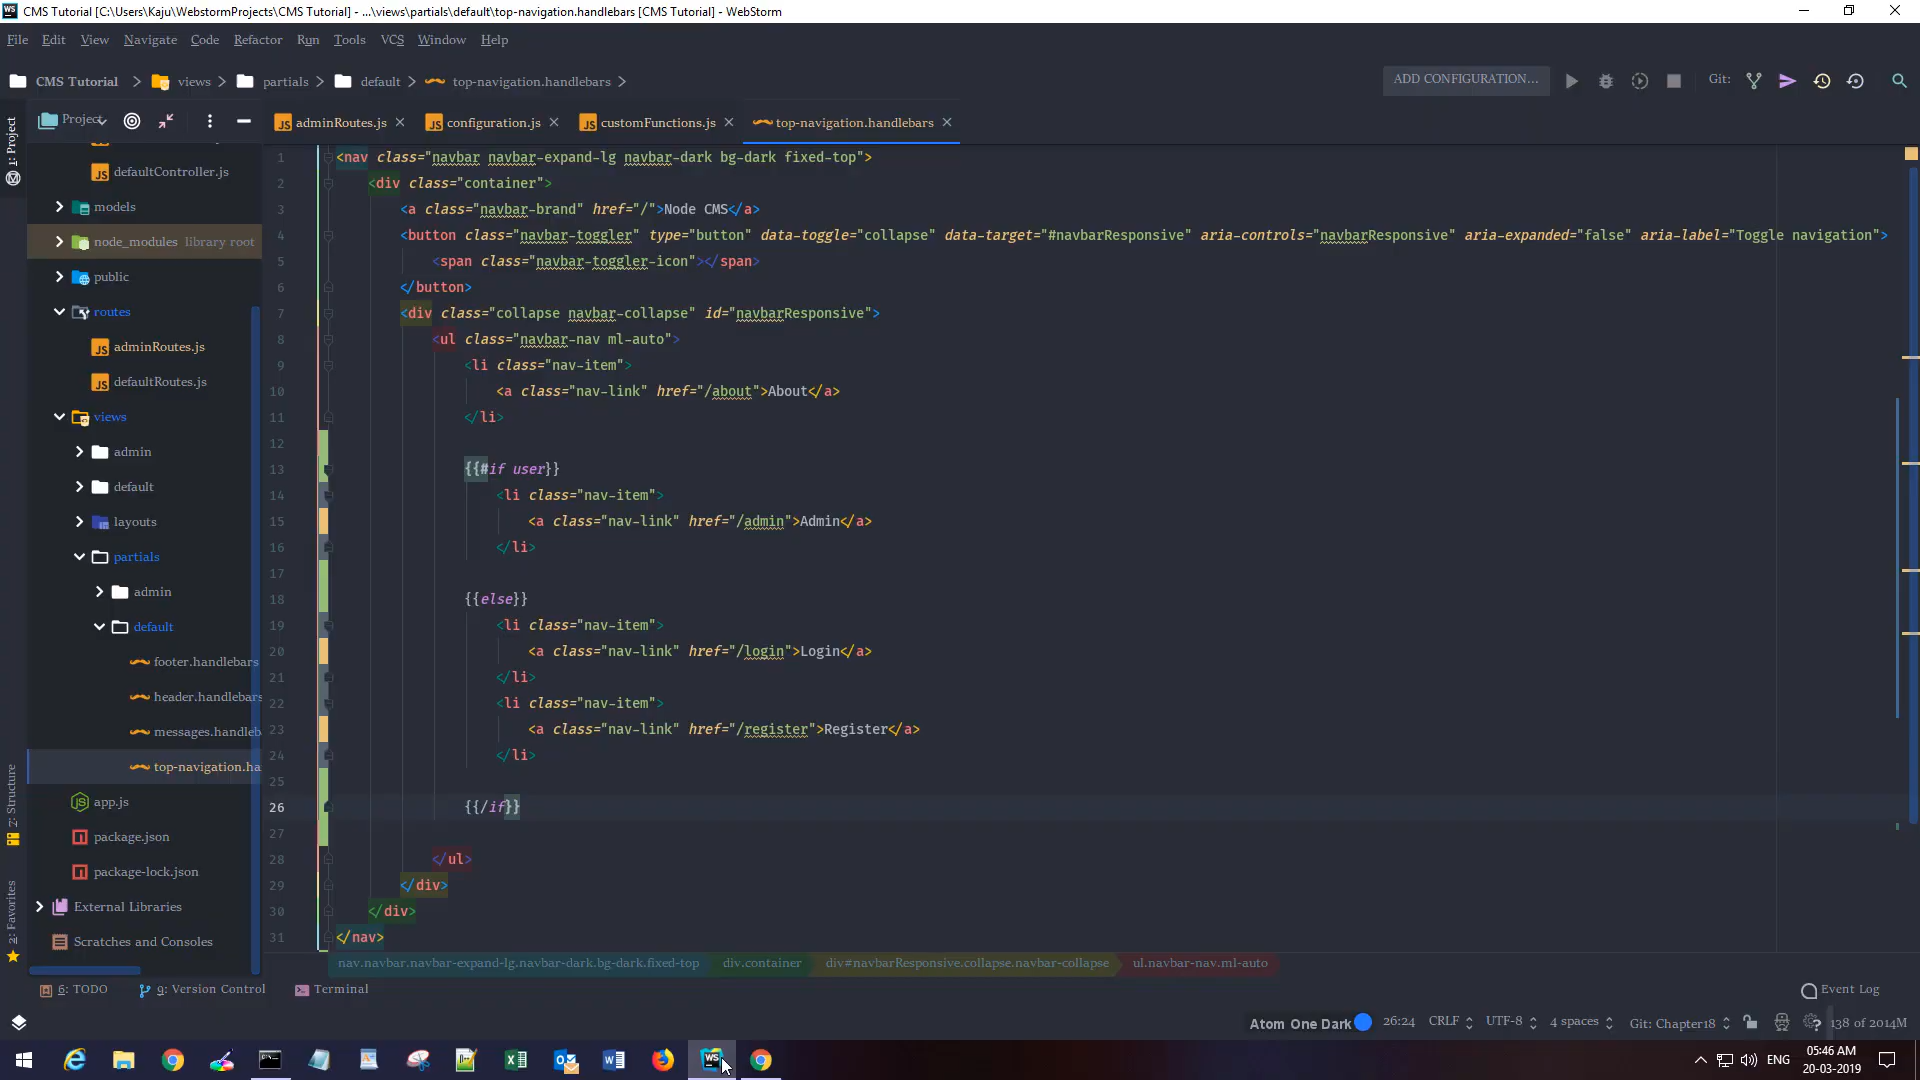 CMS Tutorial [C:\Users\Kaju\WebstormProjects\CMS Tutorial] - ...\views\partials\default\top-navigation.handlebars [CMS Tutorial] - WebStorm
File Edit View Navigate Code Refactor Run Tools VCS Window Help
CMS Tutorial views partials default top-navigation.handlebars
ADD CONFIGURATION...
Git:
1: Project
Project
adminRoutes.js configuration.js customFunctions.js top-navigation.handlebars
defaultController.js
models
node_modules library root
public
routes
adminRoutes.js
defaultRoutes.js
views
admin
default
layouts
partials
admin
default
footer.handlebars
header.handlebars
messages.handleb
top-navigation.ha
app.js
package.json
package-lock.json
External Libraries
Scratches and Consoles
7: Structure
2: Favorites
1 <nav class="navbar navbar-expand-lg navbar-dark bg-dark fixed-top">
2 <div class="container">
3 <a class="navbar-brand" href="/">Node CMS</a>
4 <button class="navbar-toggler" type="button" data-toggle="collapse" data-target="#navbarResponsive" aria-controls="navbarResponsive" aria-expanded="false" aria-label="Toggle navigation">
5 <span class="navbar-toggler-icon"></span>
6 </button>
7 <div class="collapse navbar-collapse" id="navbarResponsive">
8 <ul class="navbar-nav ml-auto">
9 <li class="nav-item">
10 <a class="nav-link" href="/about">About</a>
11 </li>
12
13 {{#if user}}
14 <li class="nav-item">
15 <a class="nav-link" href="/admin">Admin</a>
16 </li>
17
18 {{else}}
19 <li class="nav-item">
20 <a class="nav-link" href="/login">Login</a>
21 </li>
22 <li class="nav-item">
23 <a class="nav-link" href="/register">Register</a>
24 </li>
25
26 {{/if}}
27
28 </ul>
29 </div>
30 </div>
31 </nav>
nav.navbar.navbar-expand-lg.navbar-dark.bg-dark.fixed-top div.container div#navbarResponsive.collapse.navbar-collapse ul.navbar-nav.ml-auto
6: TODO 9: Version Control Terminal Event Log
Atom One Dark 26:24 CRLF UTF-8 4 spaces Git: Chapter18 138 of 2014M
ENG
05:46 AM
20-03-2019